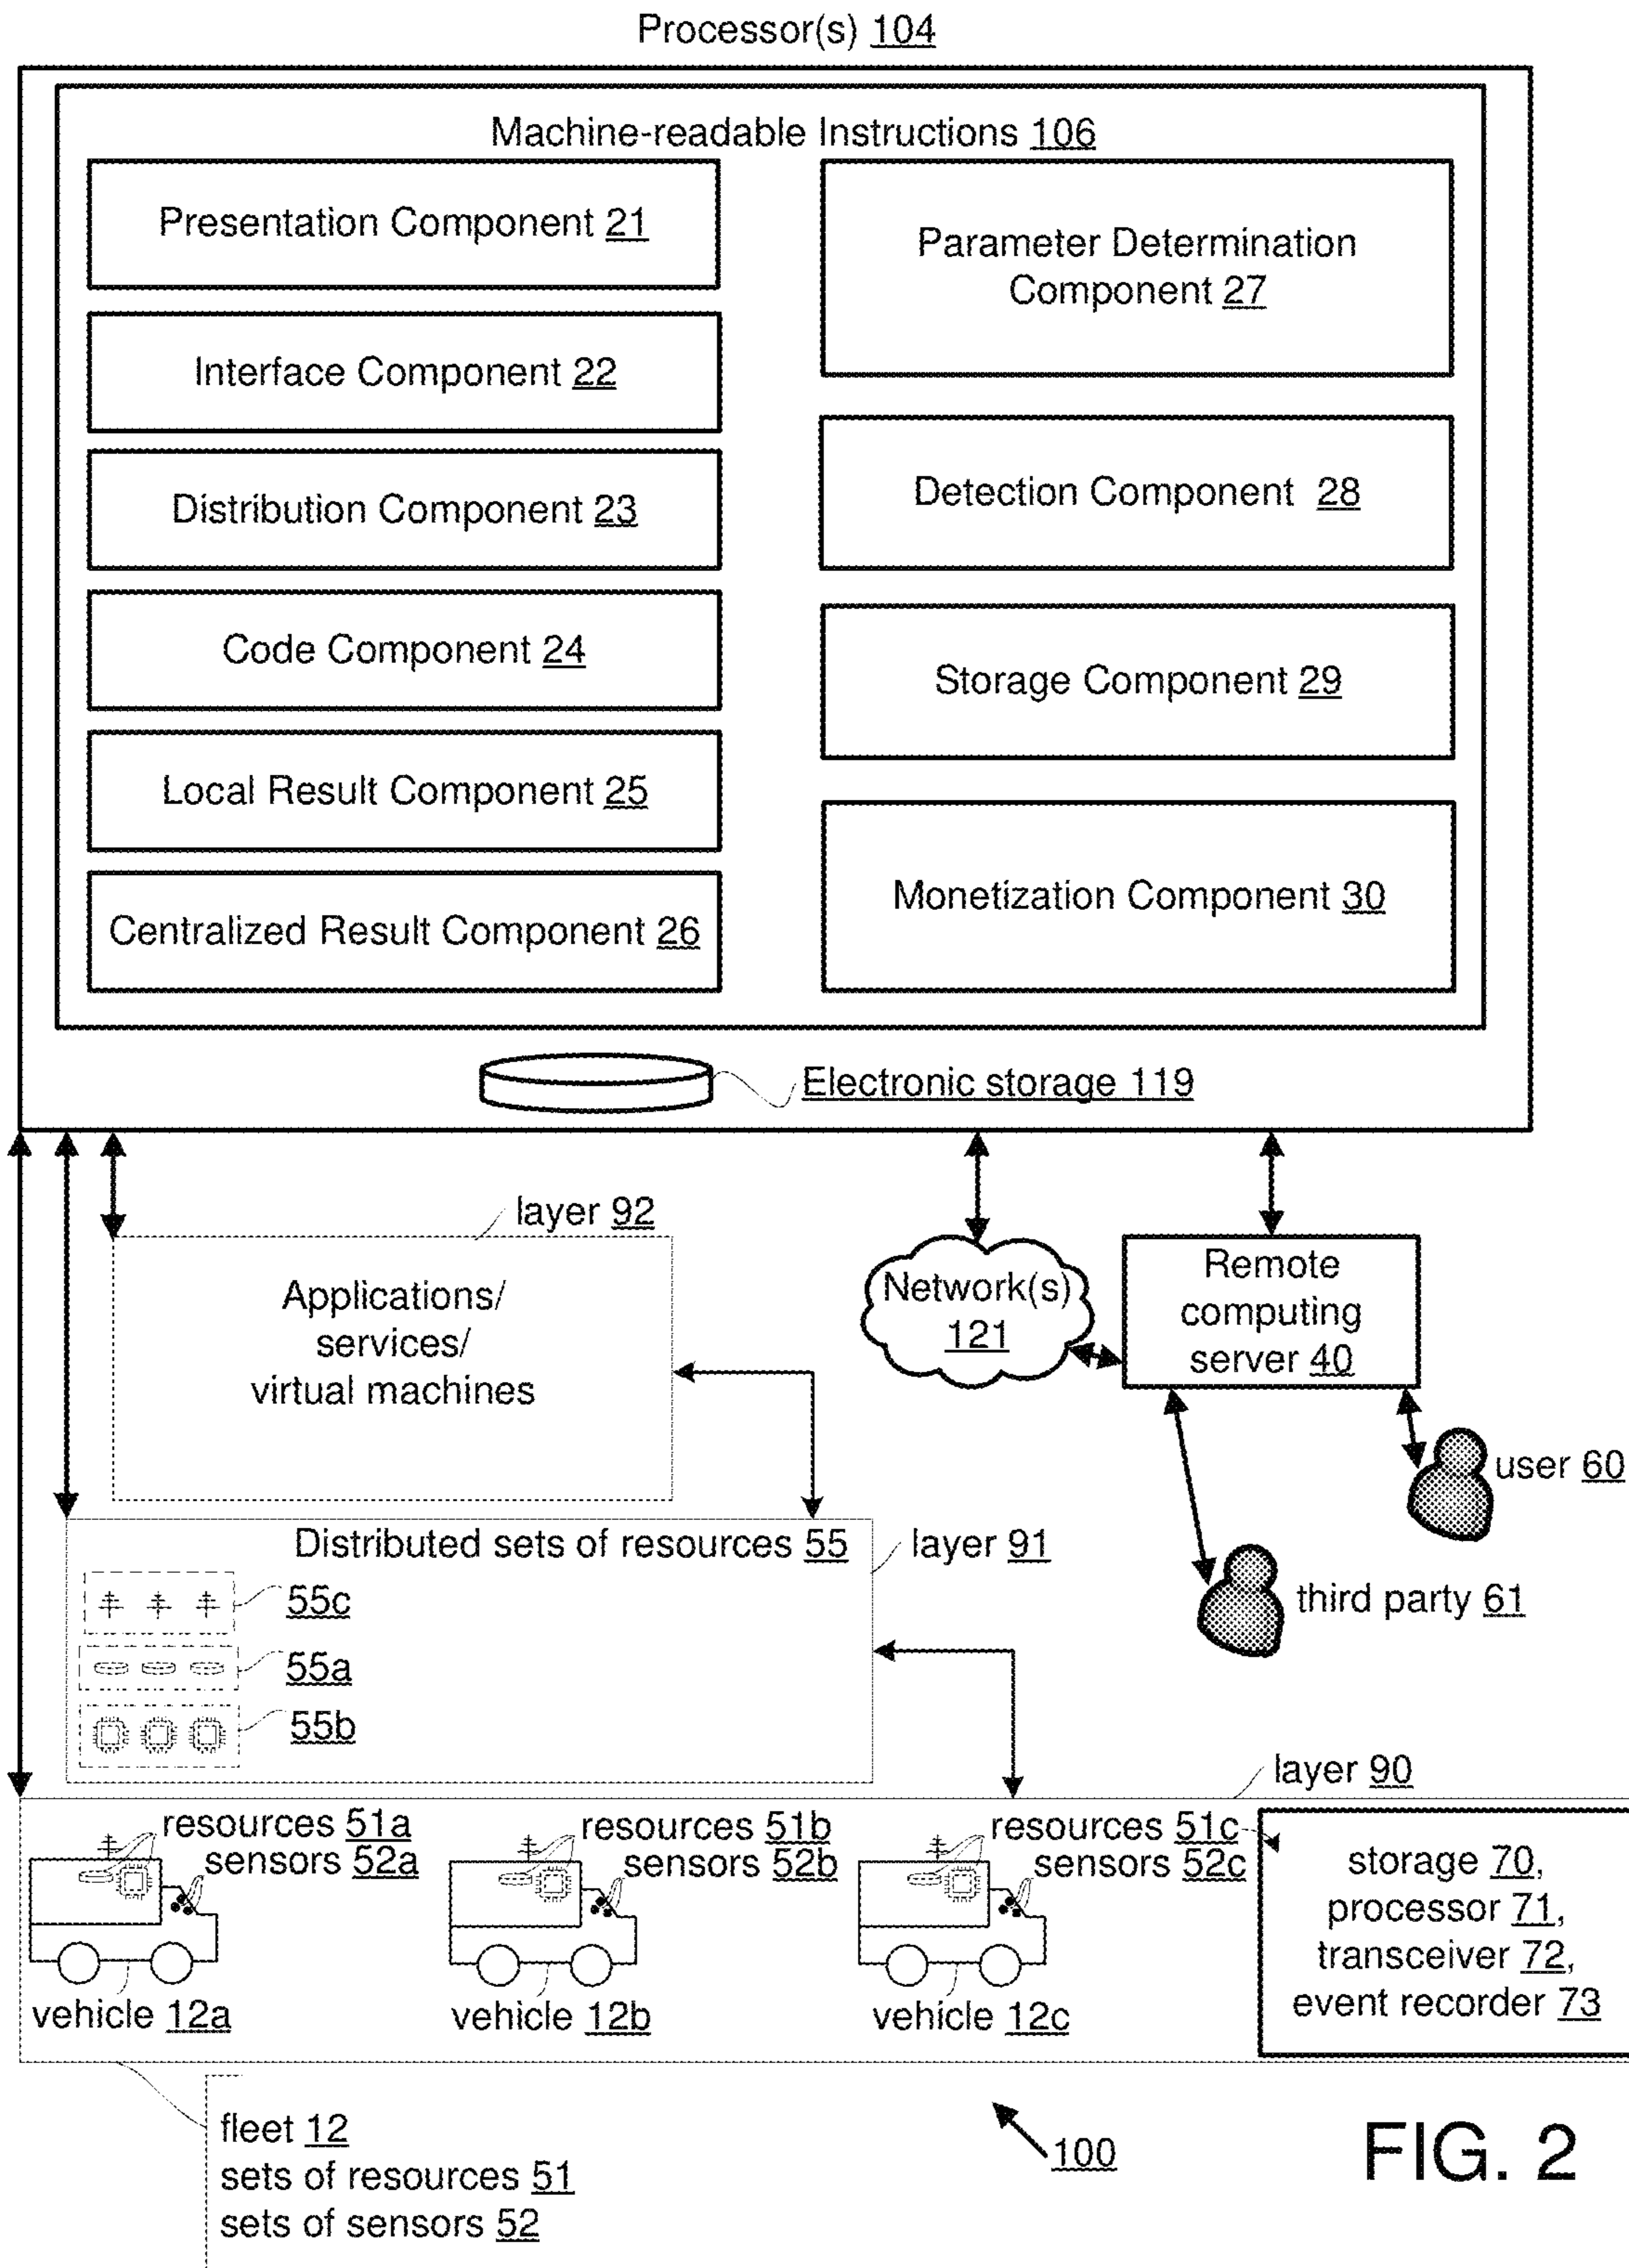 Processor(s) 104
Machine-readable Instructions 106
Presentation Component 21
Interface Component 22
Distribution Component 23
Code Component 24
Local Result Component 25
Centralized Result Component 26
Parameter Determination
Component 27
Detection Component 28
Storage Component 29
Monetization Component 30
Electronic storage 119
layer 92
Applications/
services/
virtual machines
Network(s)
121
Remote
computing
server 40
user 60
third party 61
Distributed sets of resources 55
layer 91
55c
55a
55b
layer 90
resources 51a
sensors 52a
vehicle 12a
resources 51b
sensors 52b
vehicle 12b
resources 51c
sensors 52c
vehicle 12c
storage 70,
processor 71,
transceiver 72,
event recorder 73
fleet 12
sets of resources 51
sets of sensors 52
100
FIG. 2